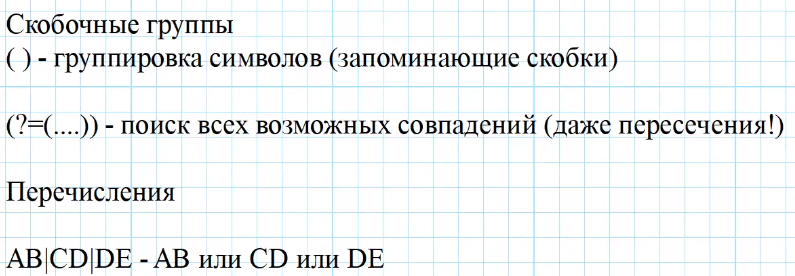 Скобочные группы
( ) - группировка символов (запоминающие скобки)
(?=(....)) - поиск всех возможных совпадений (даже пересечения!)
Перечисления
AB|CD|DE - AB или CD или DE